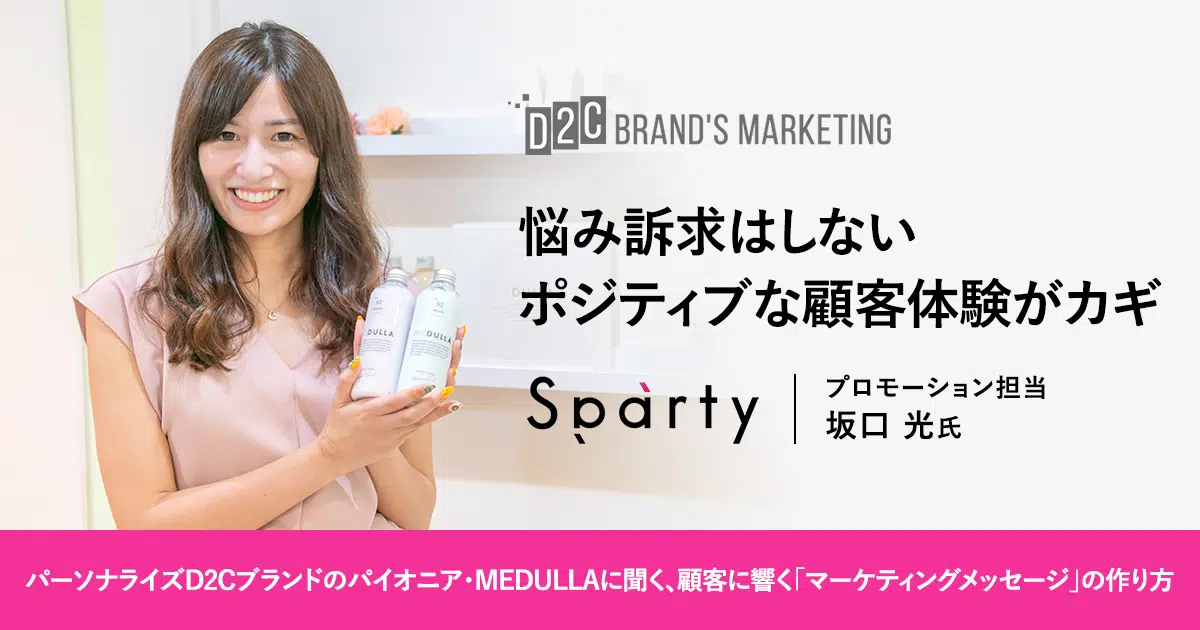 D2C BRAND'S MARKETING
悩み訴求はしない
ポジティブな顧客体験がカギ
Sparty
プロモーション担当
坂口 光氏
DULLA
MEDULLA
パーソナライズD2Cブランドのパイオニア・MEDULLAに聞く、顧客に響く「マーケティングメッセージ」の作り方